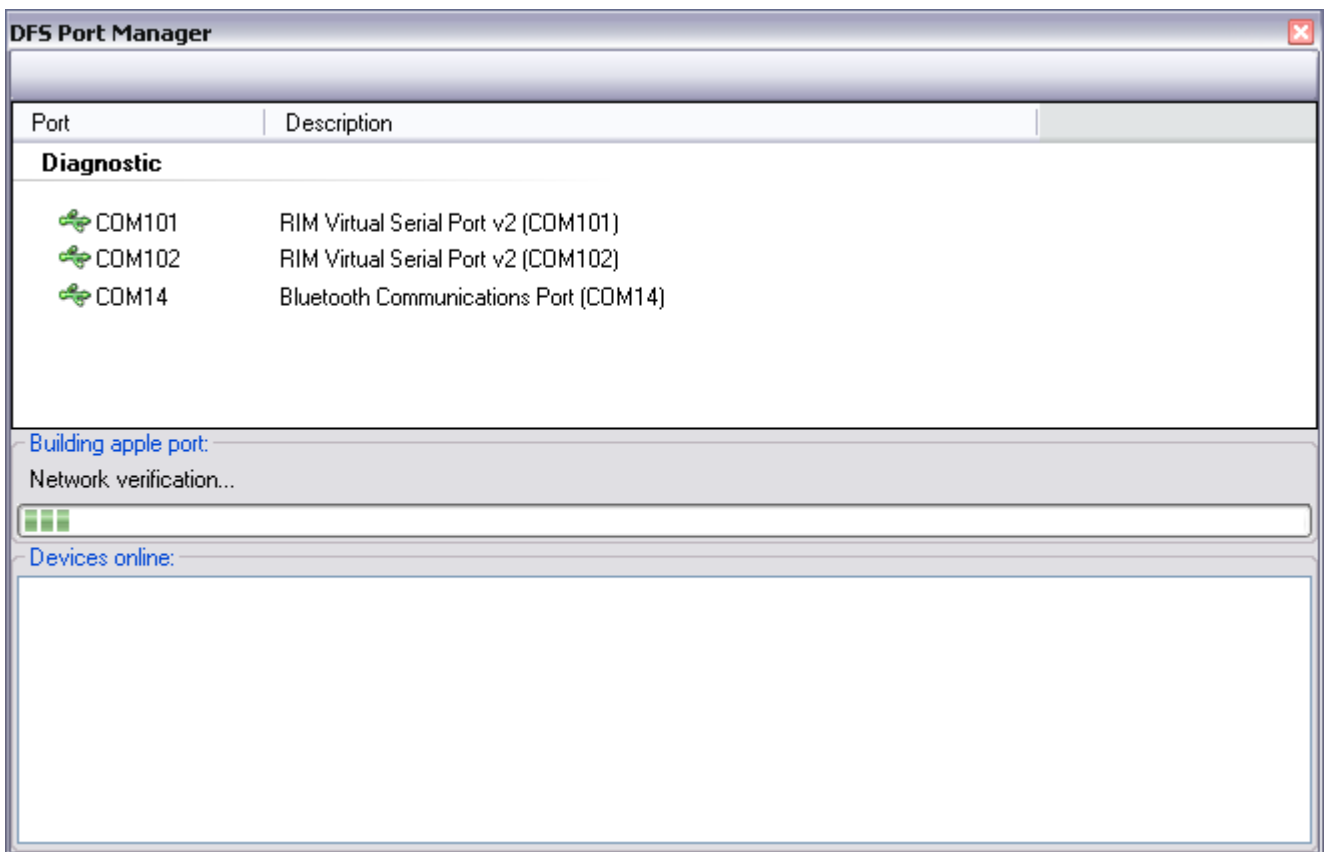 DFS Port Manager
Port Description
Diagnostic
COM101 RIM Virtual Serial Port v2 (COM101)
COM102 RIM Virtual Serial Port v2 (COM102)
COM14 Bluetooth Communications Port (COM14)
Building apple port:
Network verification...
Devices online: